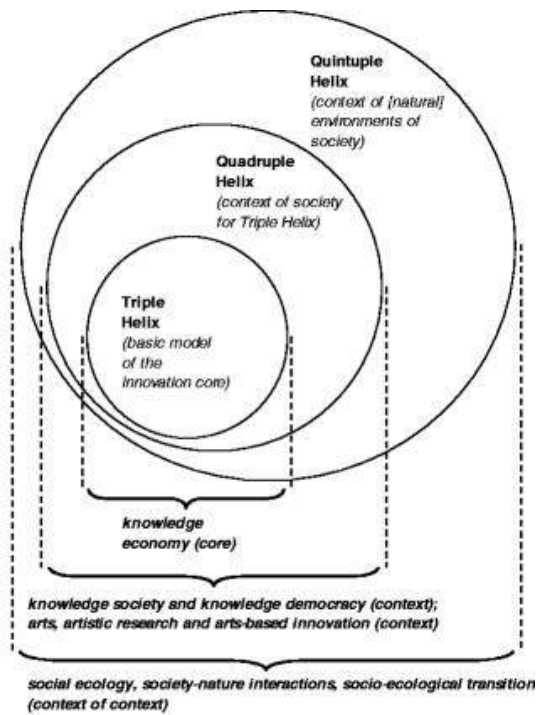 Quintuple
Helix
(context of [natural]
environments of
society)
Quadruple
Helix
(context of society
for Triple Helix)
Triple
Helix
(basic model
of the
innovation core)
knowledge
economy (core)
knowledge society and knowledge democracy (context);
arts, artistic research and arts-based innovation (context)
social ecology, society-nature interactions, socio-ecological transition
(context of context)